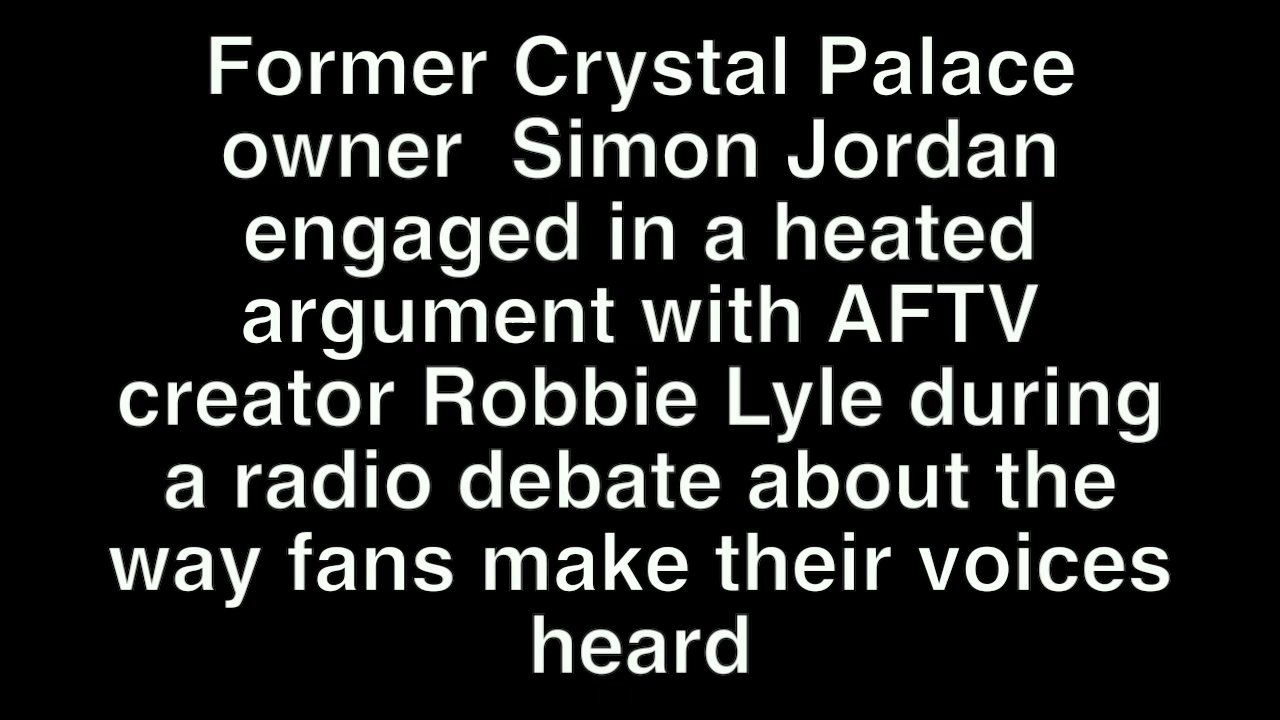 Former Crystal Palace
owner  Simon Jordan
engaged in a heated
argument with AFTV
creator Robbie Lyle during
a radio debate about the
way fans make their voices
heard